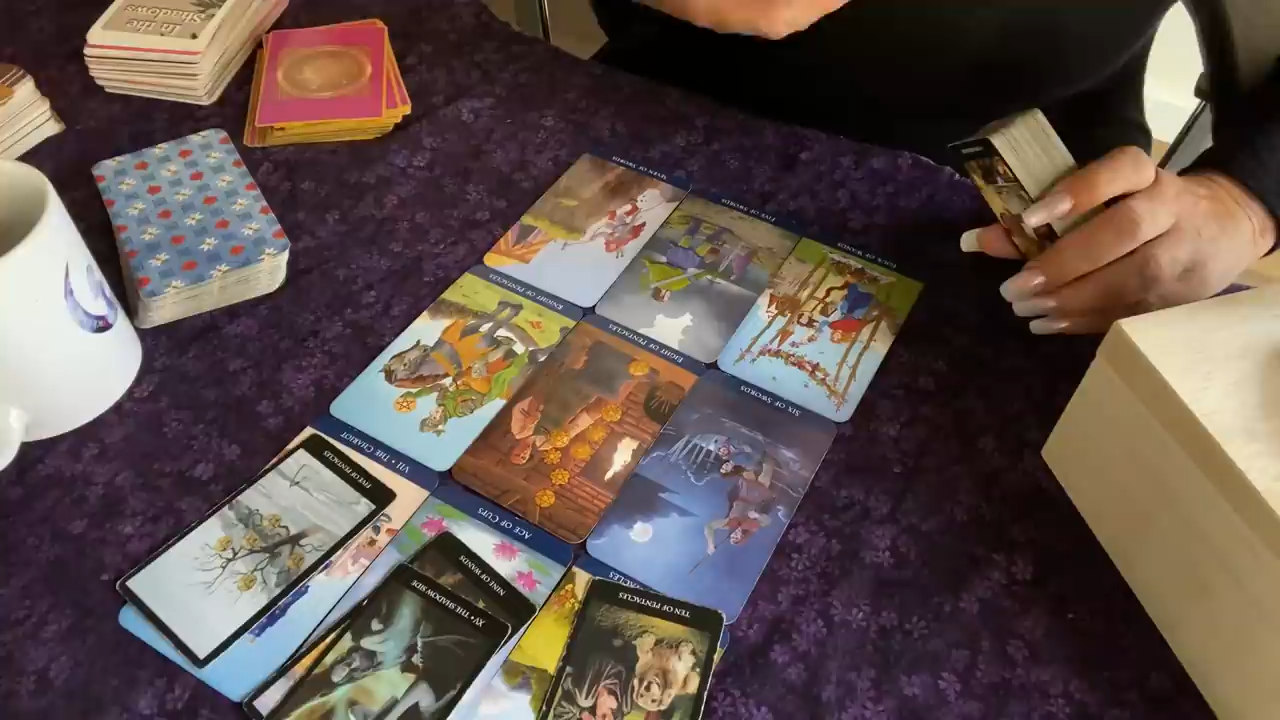 In the
Shadows
SEVEN OF SWORDS
FIVE OF SWORDS
FOUR OF WANDS
KNIGHT OF PENTACLES
EIGHT OF PENTACLES
SIX OF SWORDS
VII • THE CHARIOT
ACE OF CUPS
FIVE OF PENTACLES
NINE OF WANDS
XV • THE SHADOW SIDE
TEN OF PENTACLES